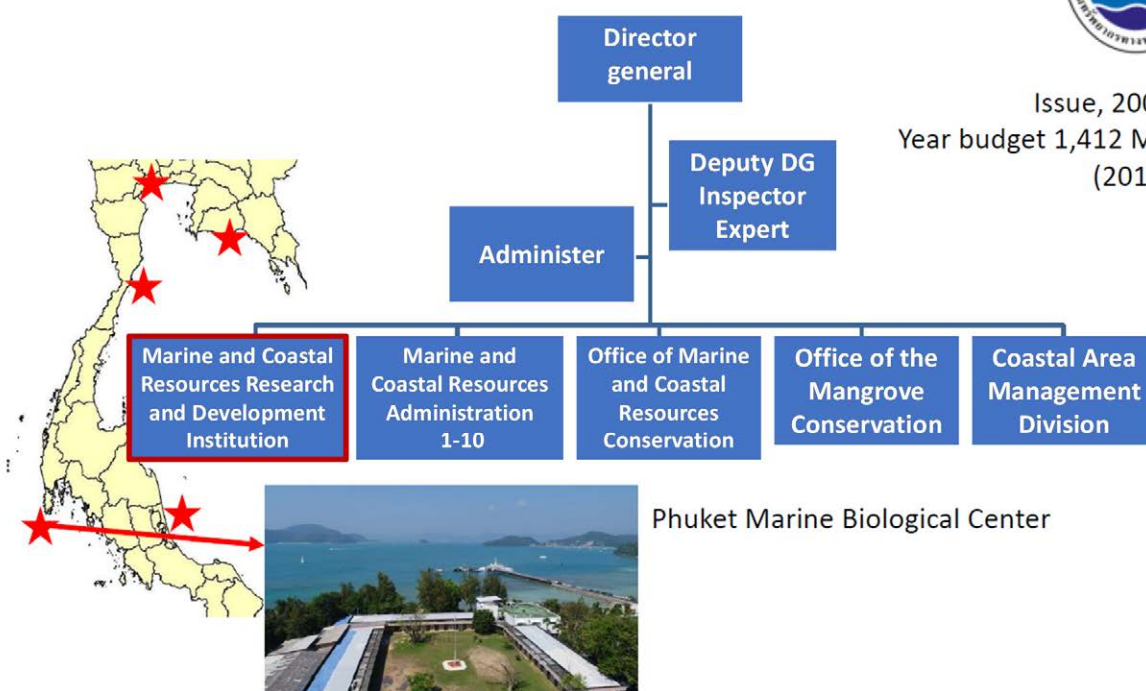 Director
general
Issue, 200
Year budget 1,412 M
(201
Deputy DG
Inspector
Expert
Administer
Marine and Coastal
Resources Research
and Development
Institution
Marine and
Coastal Resources
Administration
1-10
Office of Marine
and Coastal
Resources
Conservation
Office of the
Mangrove
Conservation
Coastal Area
Management
Division
Phuket Marine Biological Center